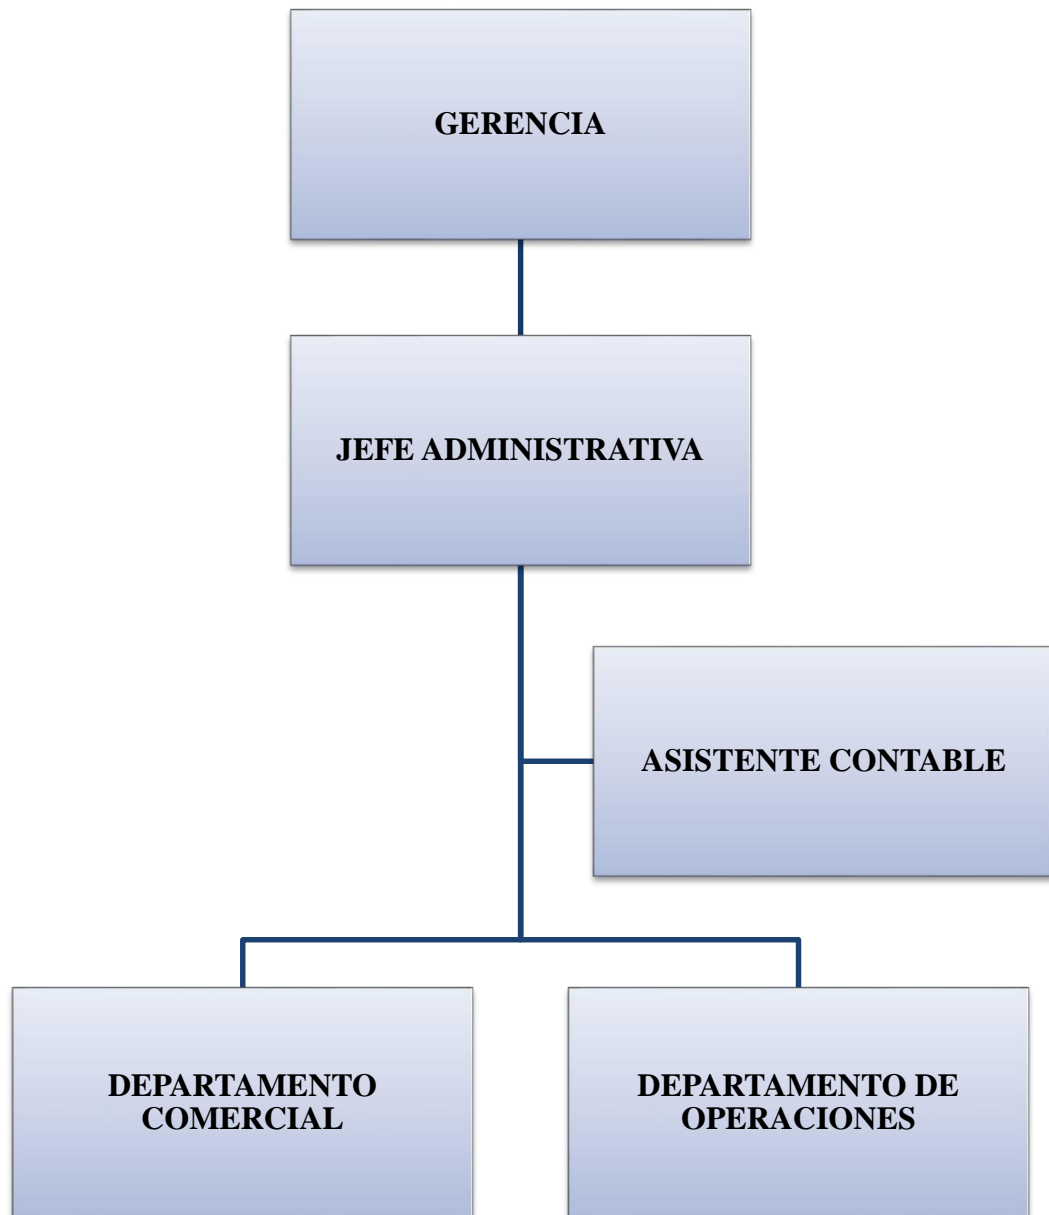 GERENCIA
JEFE ADMINISTRATIVA
ASISTENTE CONTABLE
DEPARTAMENTO
COMERCIAL
DEPARTAMENTO DE
OPERACIONES